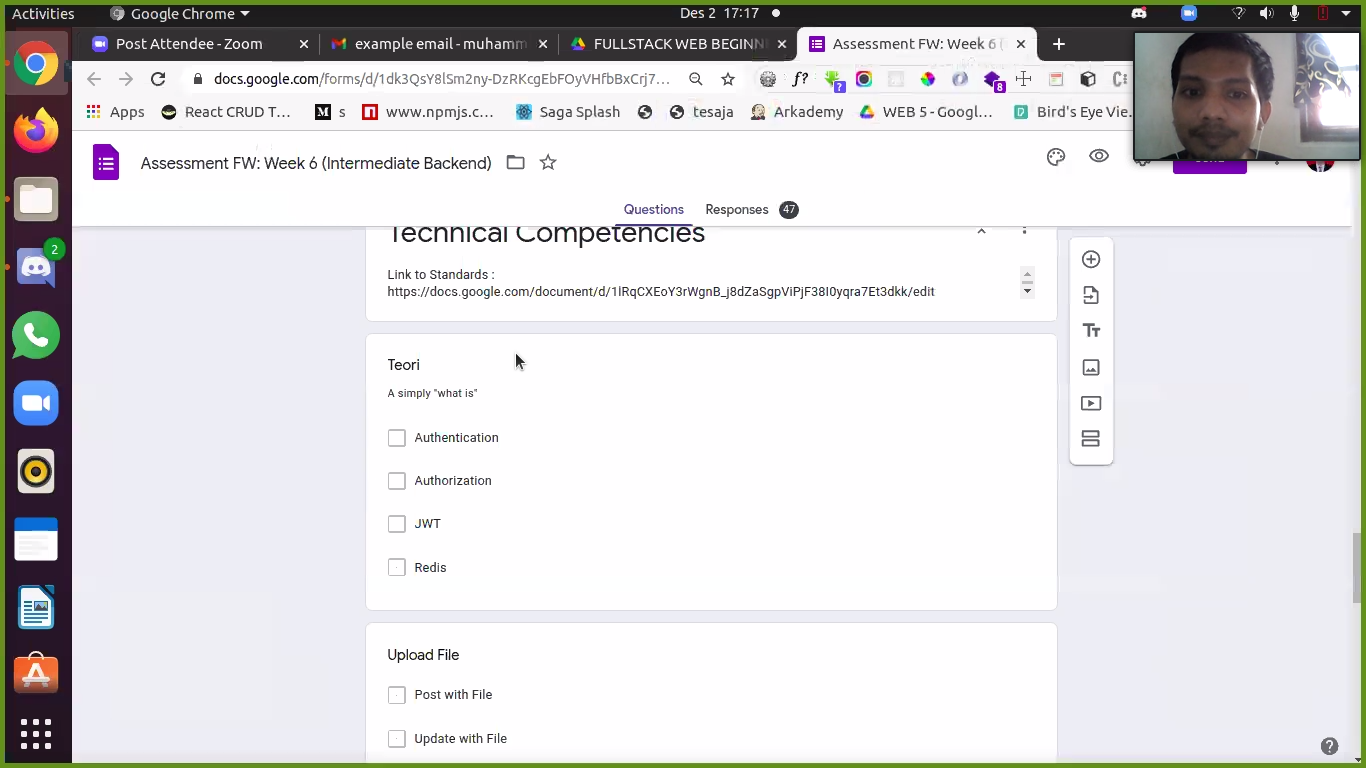 Activities
Google Chrome
Des 2 17:17
Post Attendee - Zoom
example email - muhamm
FULLSTACK WEB BEGINN
Assessment FW: Week 6 (
docs.google.com/forms/d/1dk3QsY8lSm2ny-DzRKcgEbFOyVHfbBxCrj7...
f?
?
8
Apps
React CRUD T...
M s
www.npmjs.c...
Saga Splash
tesaja
Arkademy
WEB 5 - Googl...
Bird's Eye Vie...
Assessment FW: Week 6 (Intermediate Backend)
Questions
Responses 47
2
Technical Competencies
Link to Standards :
https://docs.google.com/document/d/1lRqCXEoY3rWgnB_j8dZaSgpViPjF38I0yqra7Et3dkk/edit
Tт
Teori
A simply "what is"
Authentication
Authorization
JWT
Redis
Upload File
Post with File
Update with File